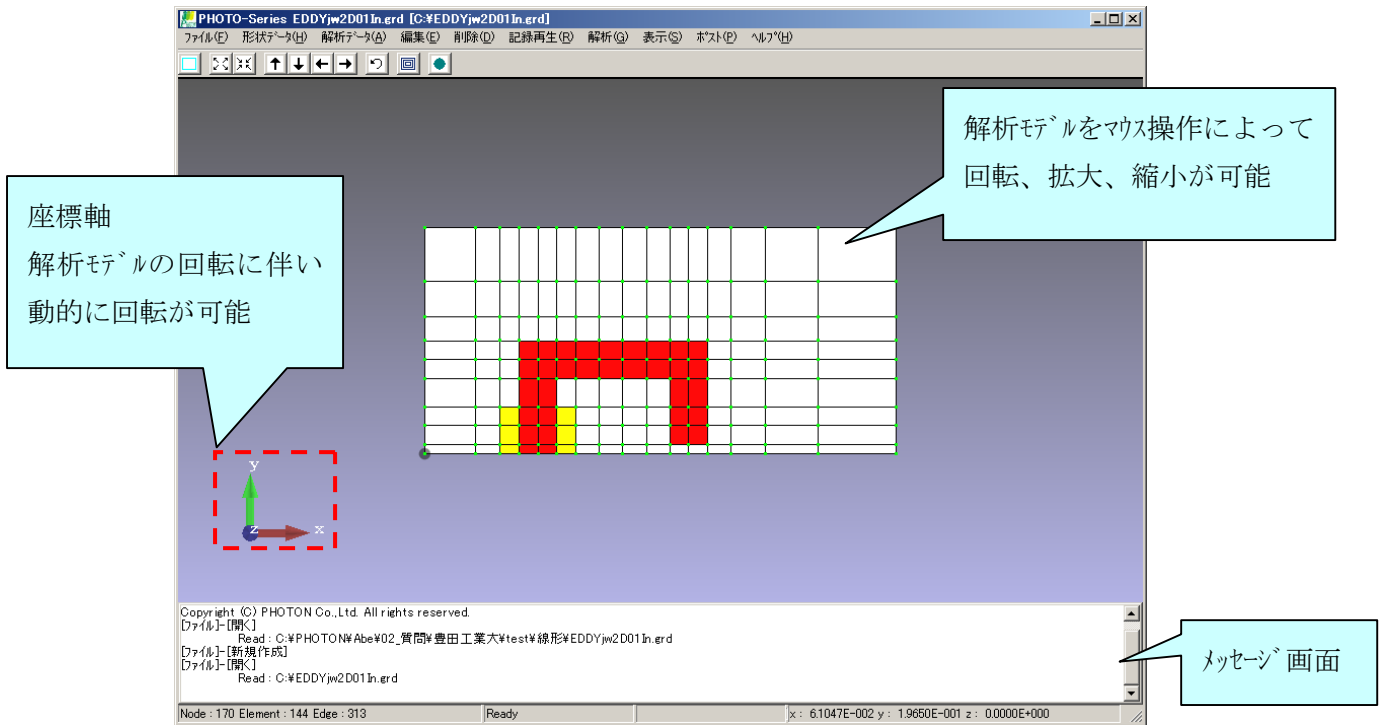 PHOTO-Series EDDYjw2D01In.grd [C:¥EDDYjw2D01In.grd]
ファイル(F) 形状データ(H) 解析データ(A) 編集(E) 削除(D) 記録再生(R) 解析(G) 表示(S) ポスト(P) ヘルプ(H)
解析モデルをマウス操作によって
回転、拡大、縮小が可能
座標軸
解析モデルの回転に伴い
動的に回転が可能
y
z
x
Copyright (C) PHOTON Co.,Ltd. All rights reserved.
[ファイル]-[開く]
Read : C:¥PHOTON¥Abe¥02_質問¥豊田工業大¥test¥線形¥EDDYjw2D01In.grd
[ファイル]-[新規作成]
[ファイル]-[開く]
Read : C:¥EDDYjw2D01In.grd
メッセージ画面
Node : 170 Element : 144 Edge : 313
Ready
x : 6.1047E-002 y : 1.9650E-001 z : 0.0000E+000